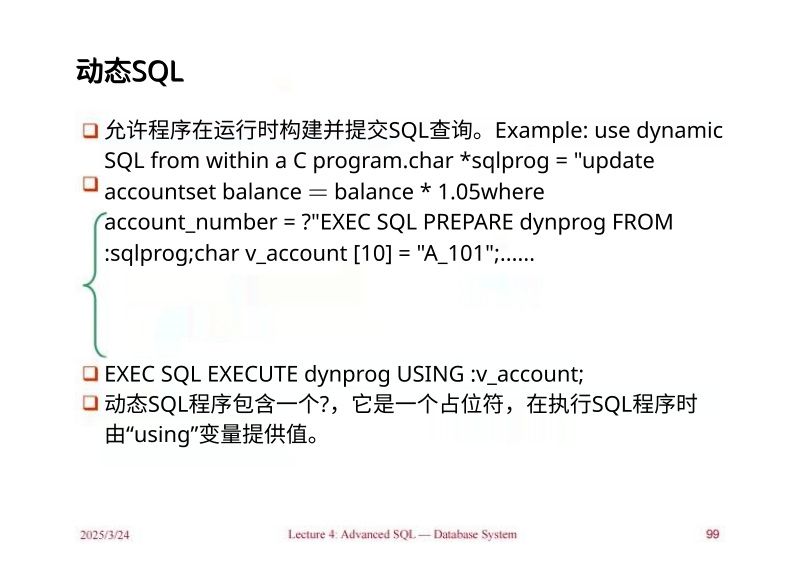 动态SQL
允许程序在运行时构建并提交SQL查询。Example: use dynamic
SQL from within a C program.char *sqlprog = "update
accountset balance = balance * 1.05where
account_number = ?"EXEC SQL PREPARE dynprog FROM
:sqlprog;char v_account [10] = "A_101";......
EXEC SQL EXECUTE dynprog USING :v_account;
动态SQL程序包含一个?，它是一个占位符，在执行SQL程序时
由“using”变量提供值。
2025/3/24 Lecture 4: Advanced SQL — Database System 99